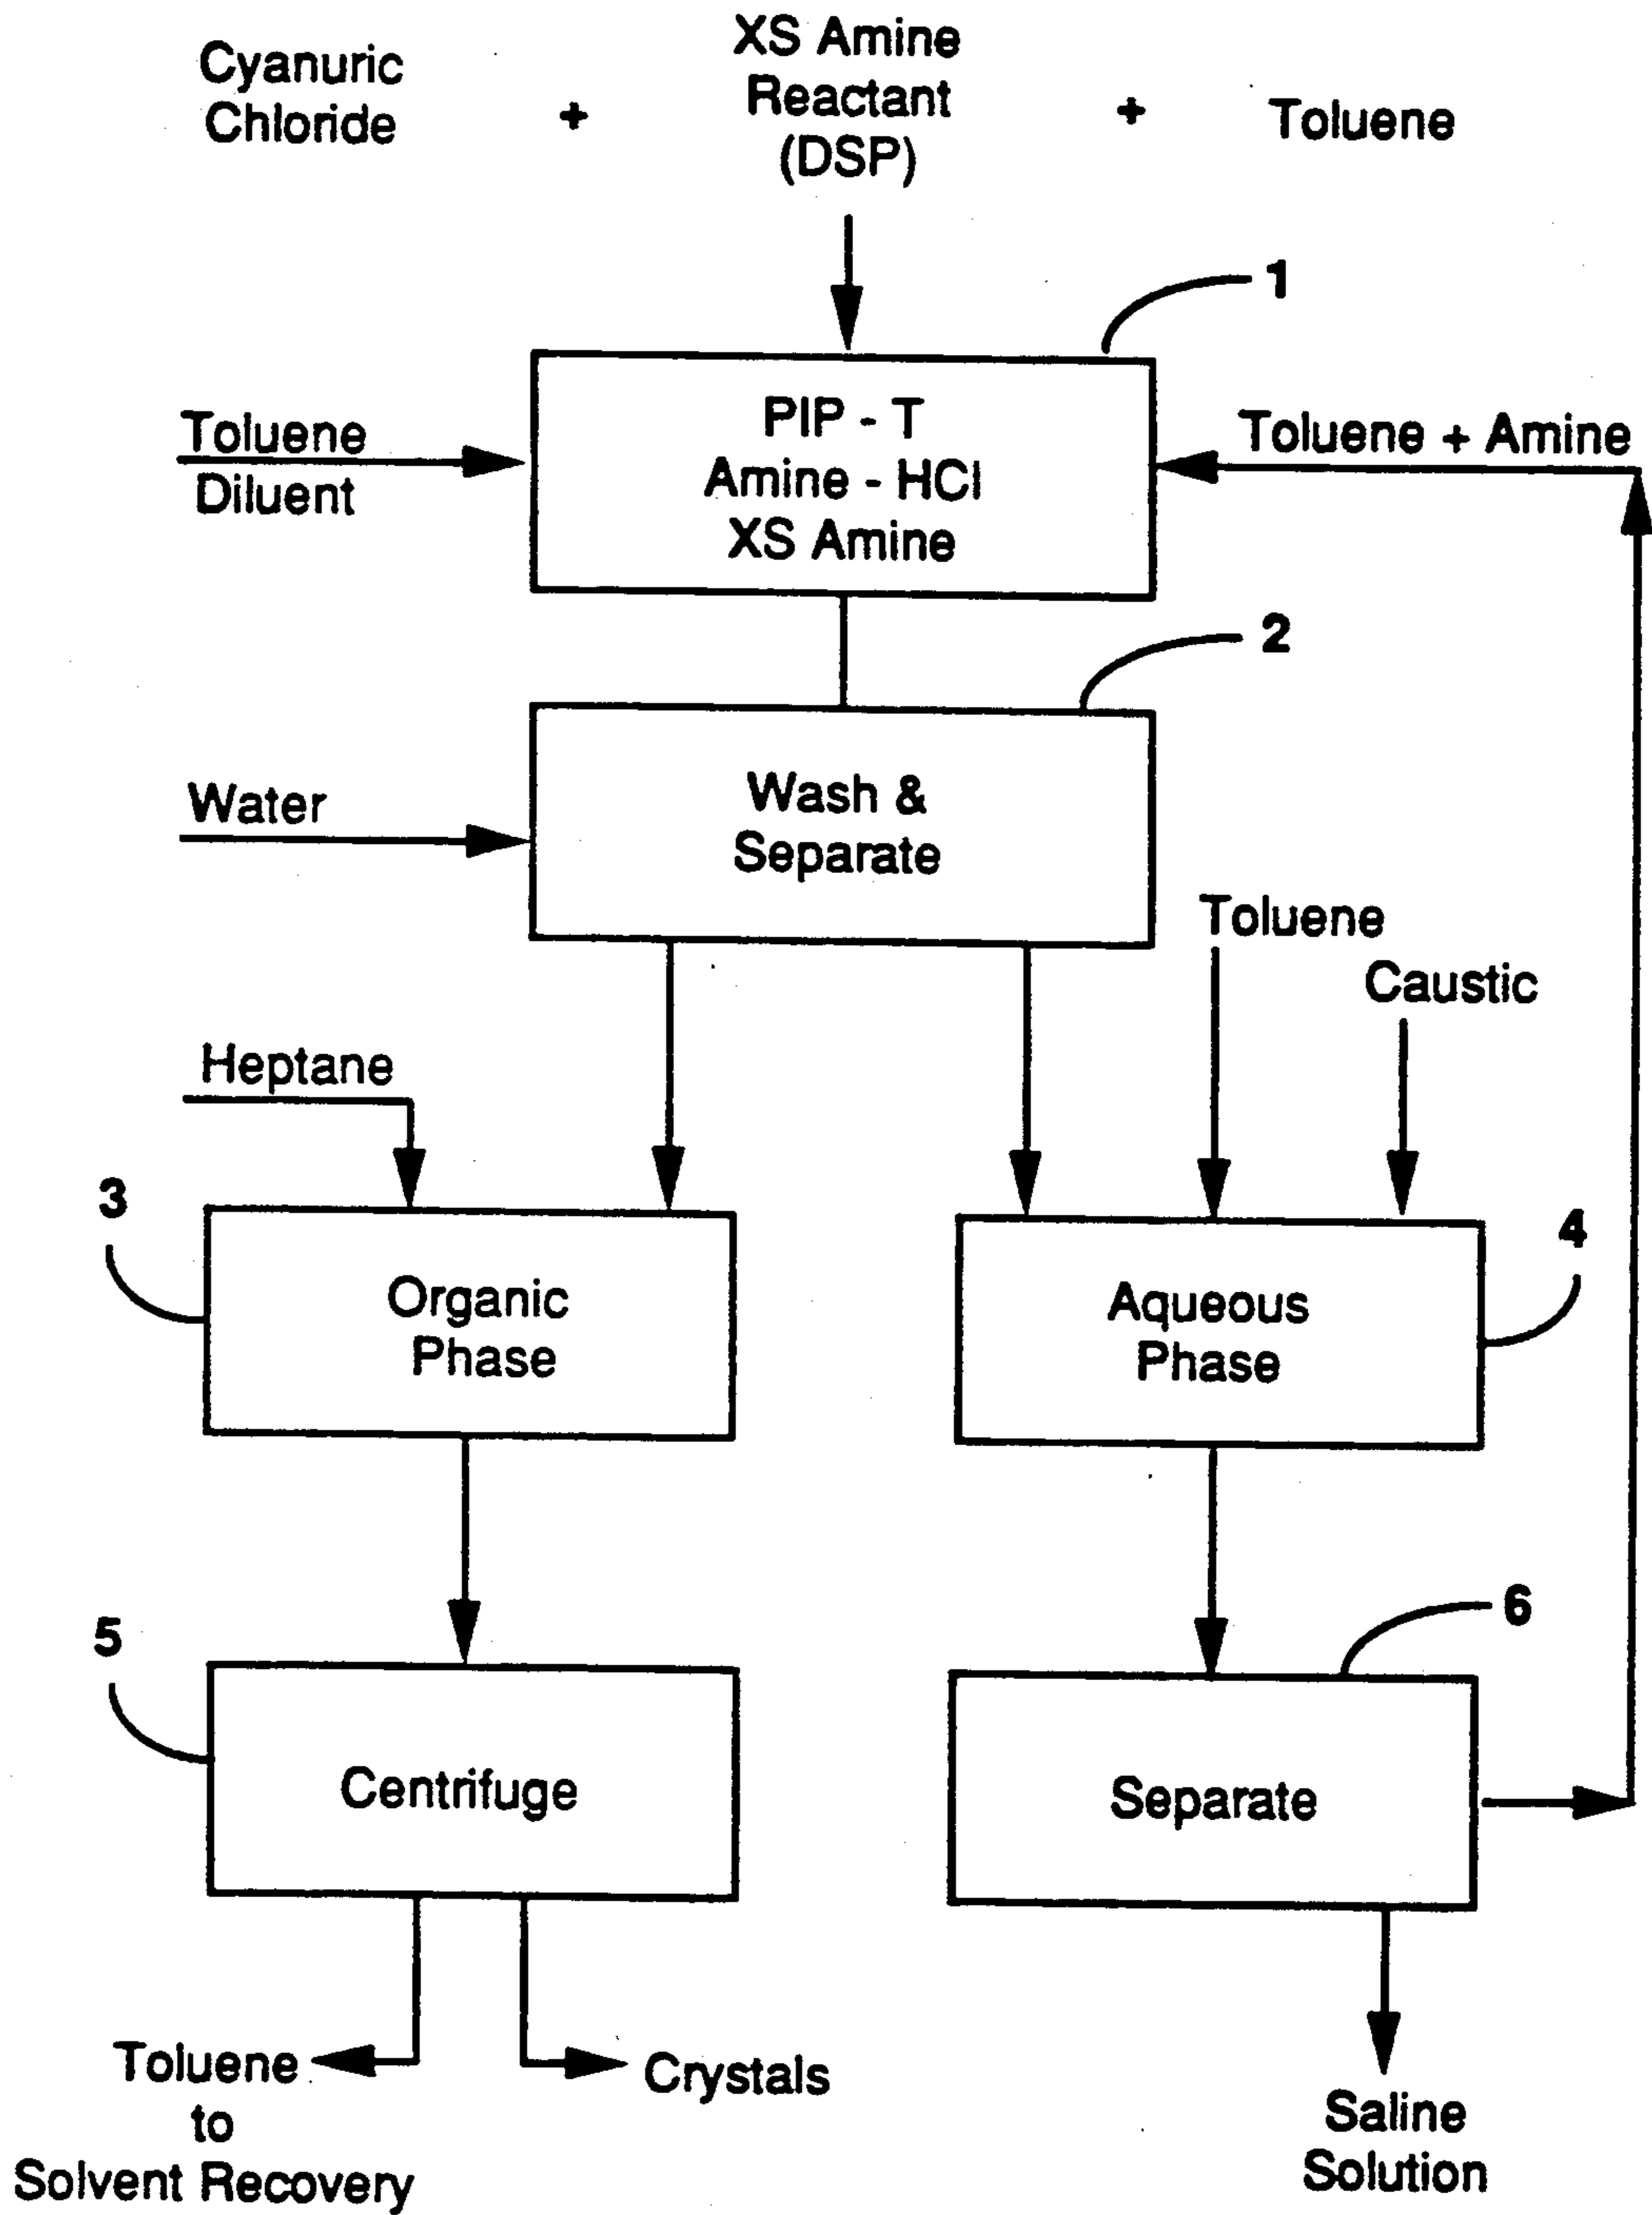 Cyanuric
Chloride
+
XS Amine
Reactant
(DSP)
+
Toluene
1
Toluene
Diluent
PIP - T
Amine - HCl
XS Amine
Toluene + Amine
2
Water
Wash &
Separate
Toluene
Caustic
Heptane
3
Organic
Phase
Aqueous
Phase
4
5
Centrifuge
6
Separate
Toluene
to
Solvent Recovery
Crystals
Saline
Solution